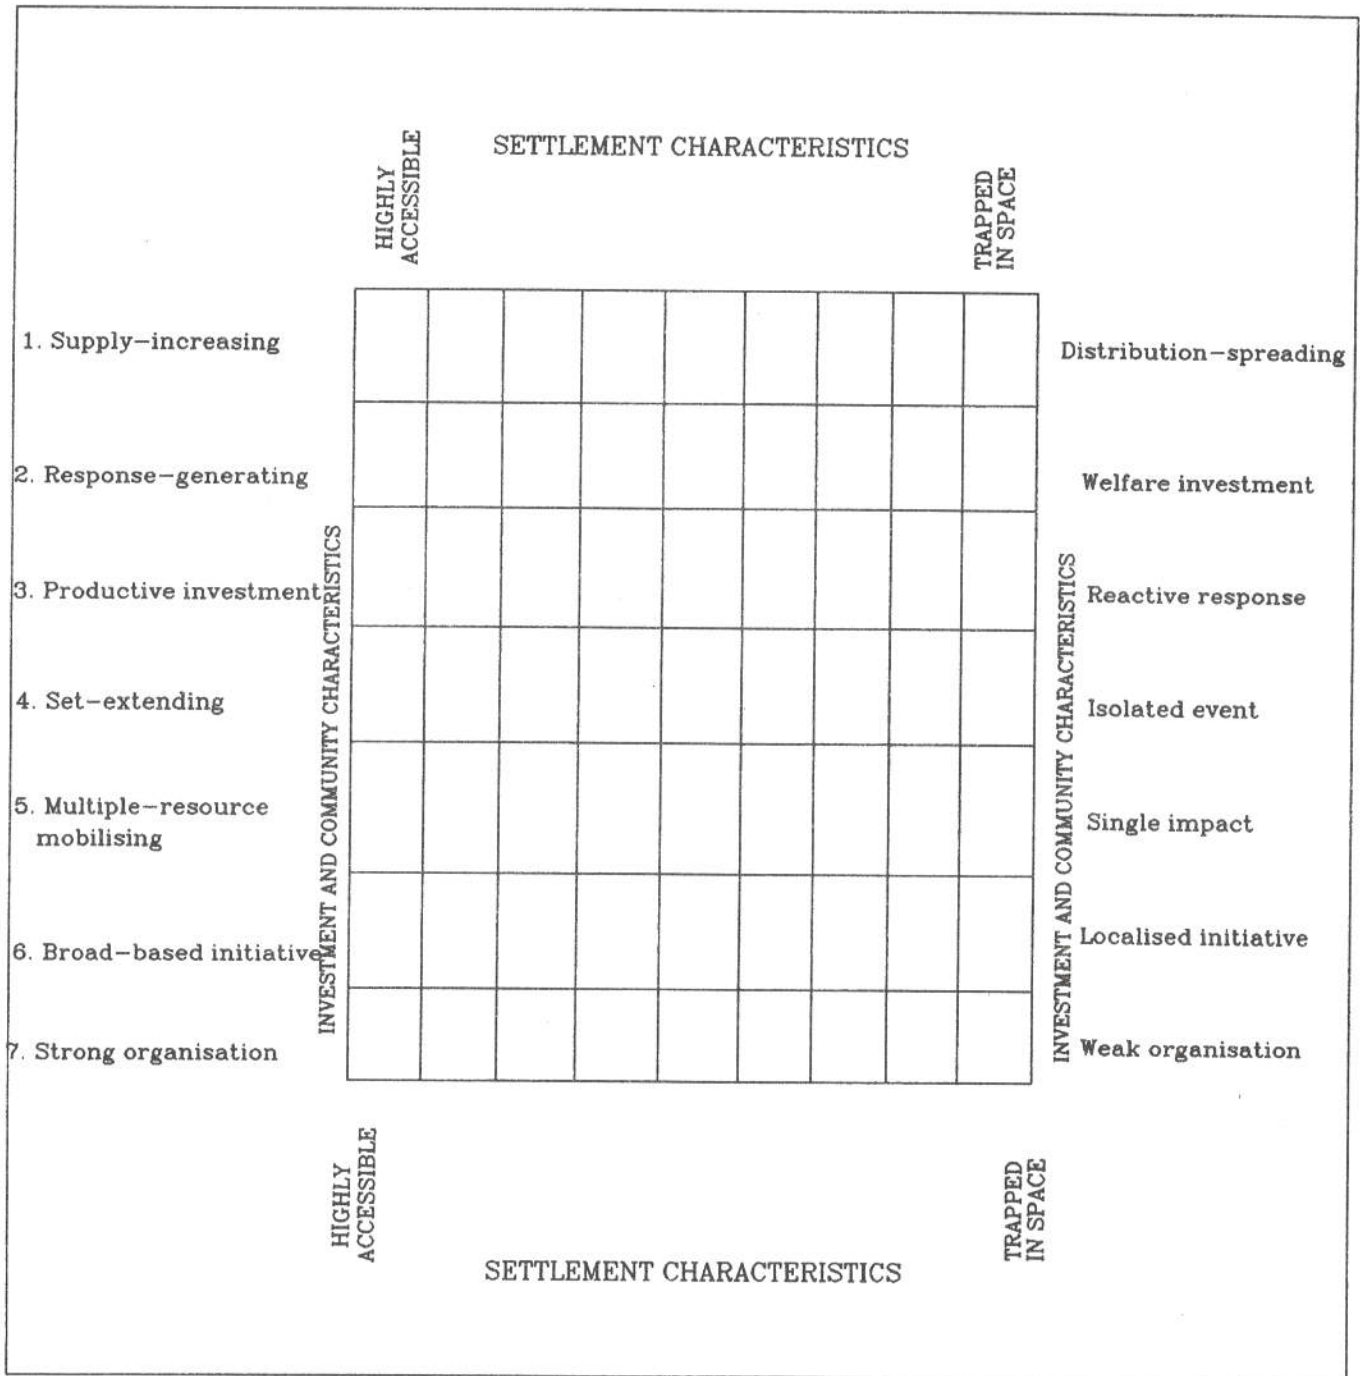 SETTLEMENT CHARACTERISTICS
HIGHLY
ACCESSIBLE
TRAPPED
IN SPACE
1. Supply-increasing
Distribution-spreading
2. Response-generating
Welfare investment
3. Productive investment
Reactive response
4. Set-extending
Isolated event
5. Multiple-resource
mobilising
Single impact
6. Broad-based initiative
Localised initiative
7. Strong organisation
Weak organisation
INVESTMENT AND COMMUNITY CHARACTERISTICS
INVESTMENT AND COMMUNITY CHARACTERISTICS
HIGHLY
ACCESSIBLE
TRAPPED
IN SPACE
SETTLEMENT CHARACTERISTICS